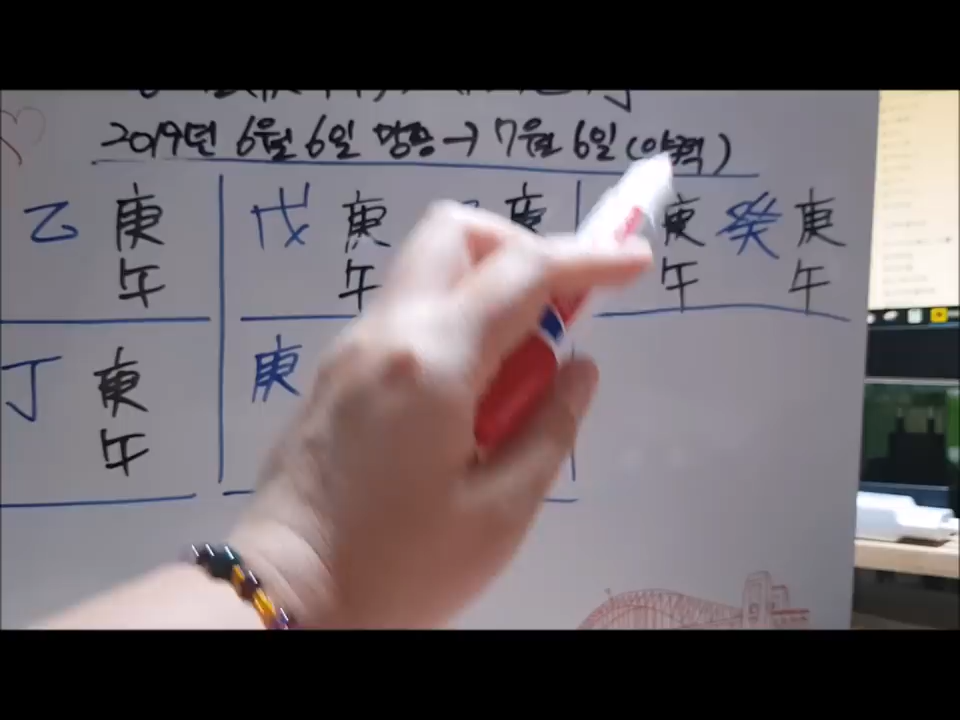 2019년 6월 6일 망종 → 7월 6일 (양력)
乙 庚 戊 庚 庚 庚 癸 庚
午 午 午 午
丁 庚 庚
午